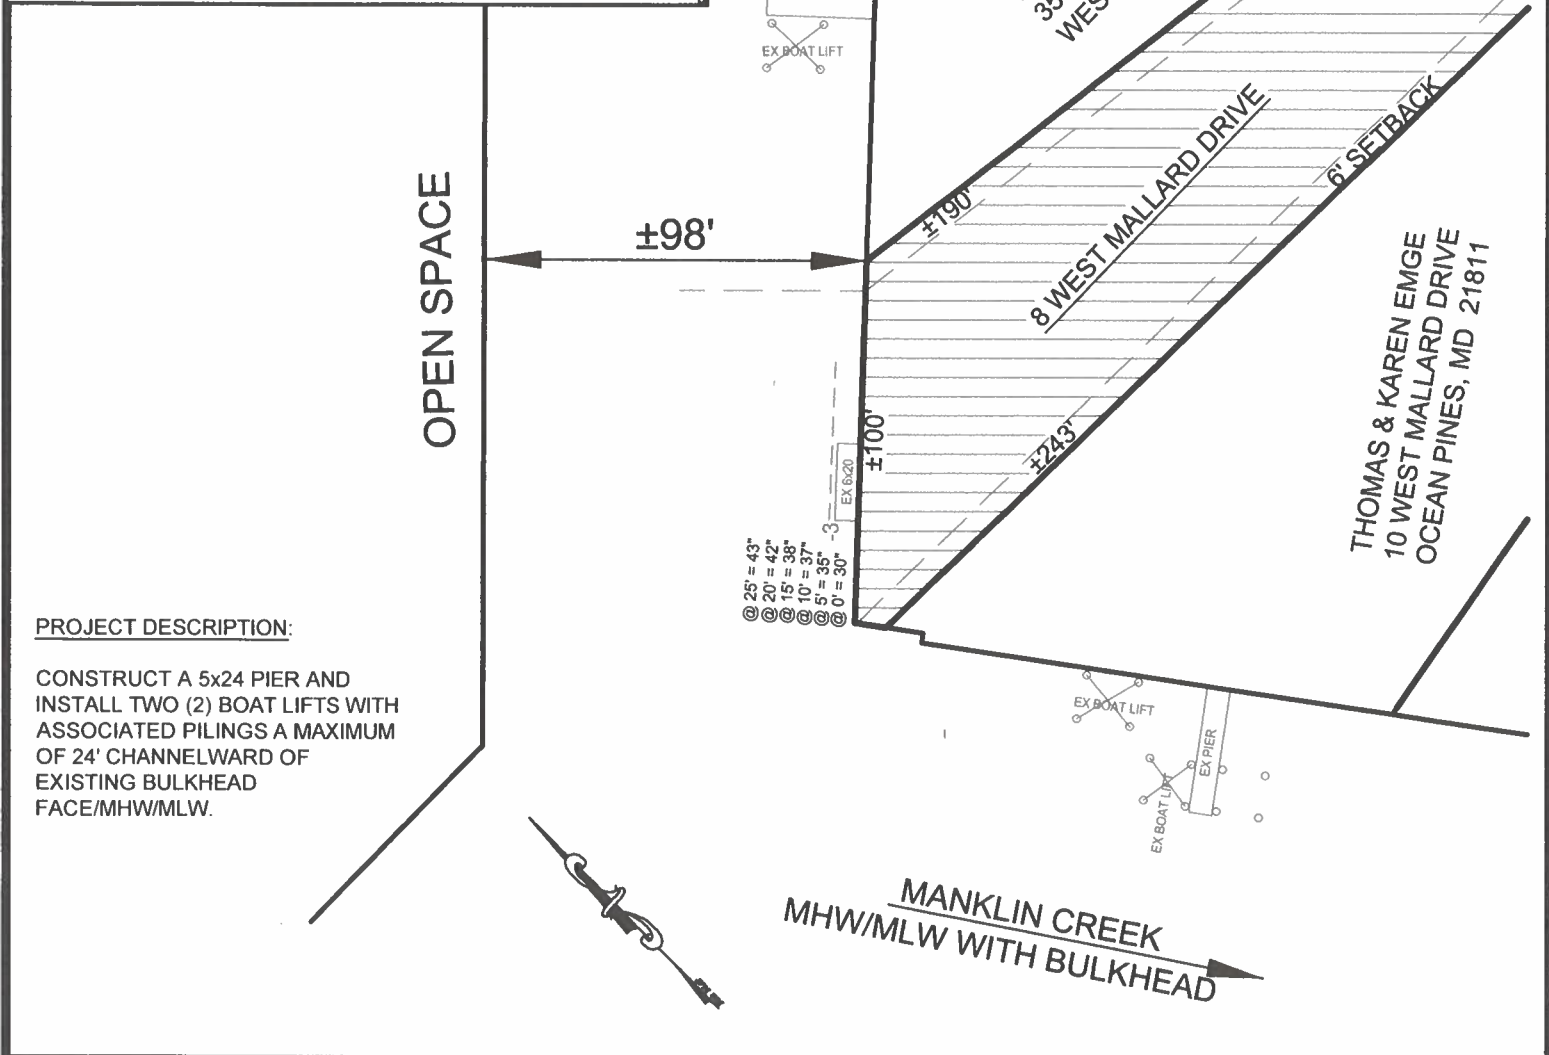 EX BOAT LIFT
35
WES
8 WEST MALLARD DRIVE
6' SETBACK
±190'
±98'
OPEN SPACE
±100'
±243'
EX 6x20
-3
@ 25' = 43"
@ 20' = 42"
@ 15' = 38"
@ 10' = 37"
@ 5' = 35"
@ 0' = 30"
THOMAS & KAREN EMGE
10 WEST MALLARD DRIVE
OCEAN PINES, MD 21811
PROJECT DESCRIPTION:
CONSTRUCT A 5x24 PIER AND
INSTALL TWO (2) BOAT LIFTS WITH
ASSOCIATED PILINGS A MAXIMUM
OF 24' CHANNELWARD OF
EXISTING BULKHEAD
FACE/MHW/MLW.
EX BOAT LIFT
EX PIER
EX BOAT LIFT
MANKLIN CREEK
MHW/MLW WITH BULKHEAD